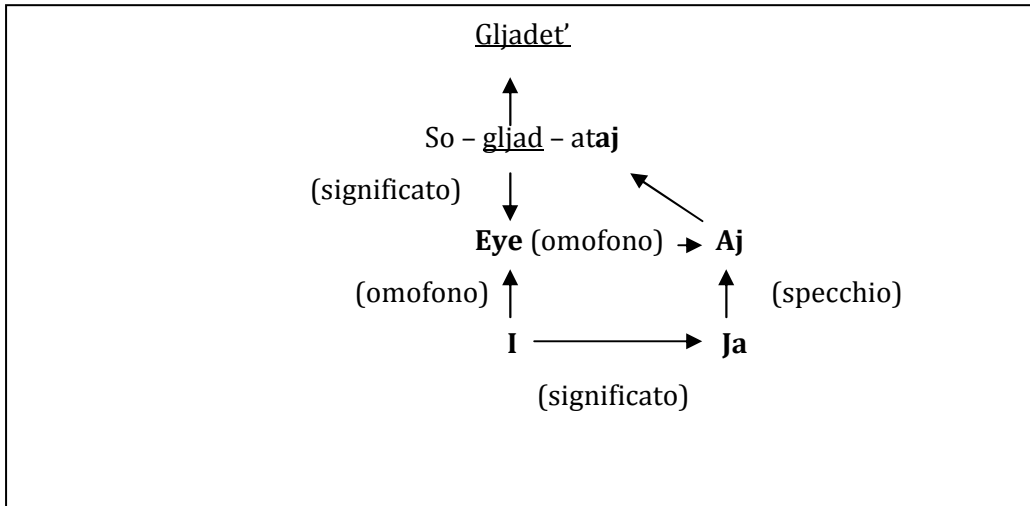 Gljadet’
So – gljad – ataj
(significato)
Eye (omofono) Aj
(omofono) (specchio)
I Ja
(significato)